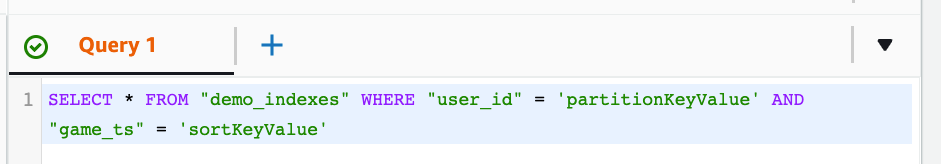 Query 1
1 SELECT * FROM "demo_indexes" WHERE "user_id" = 'partitionKeyValue' AND
"game_ts" = 'sortKeyValue'